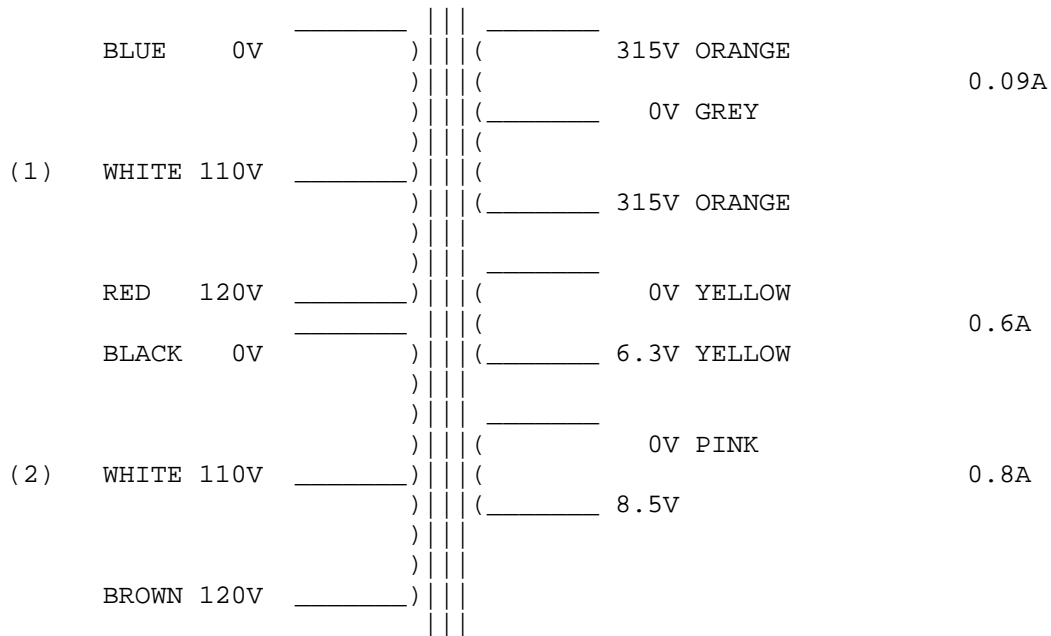 BLUE 0V 315V ORANGE
0.09A
0V GREY
(1) WHITE 110V
315V ORANGE
RED 120V 0V YELLOW
0.6A
BLACK 0V 6.3V YELLOW
0V PINK
(2) WHITE 110V 0.8A
8.5V
BROWN 120V